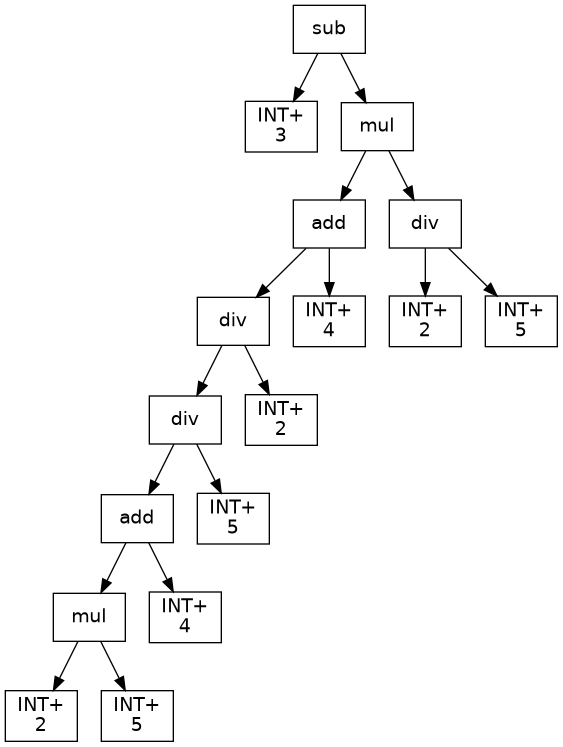 sub
INT+
3
mul
add
div
div
INT+
4
INT+
2
INT+
5
div
INT+
2
add
INT+
5
mul
INT+
4
INT+
2
INT+
5